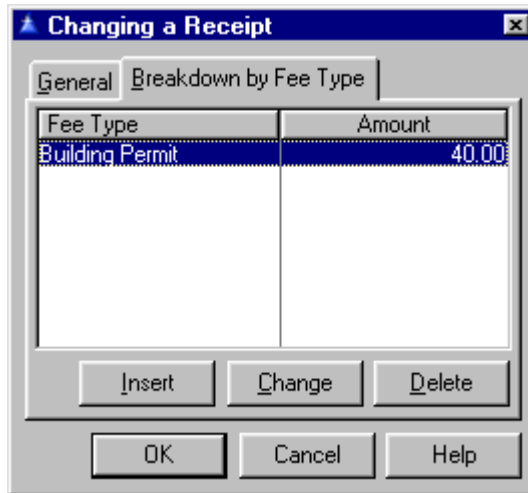 Changing a Receipt
General Breakdown by Fee Type
Fee Type Amount
Building Permit 40.00
Insert Change Delete
OK Cancel Help